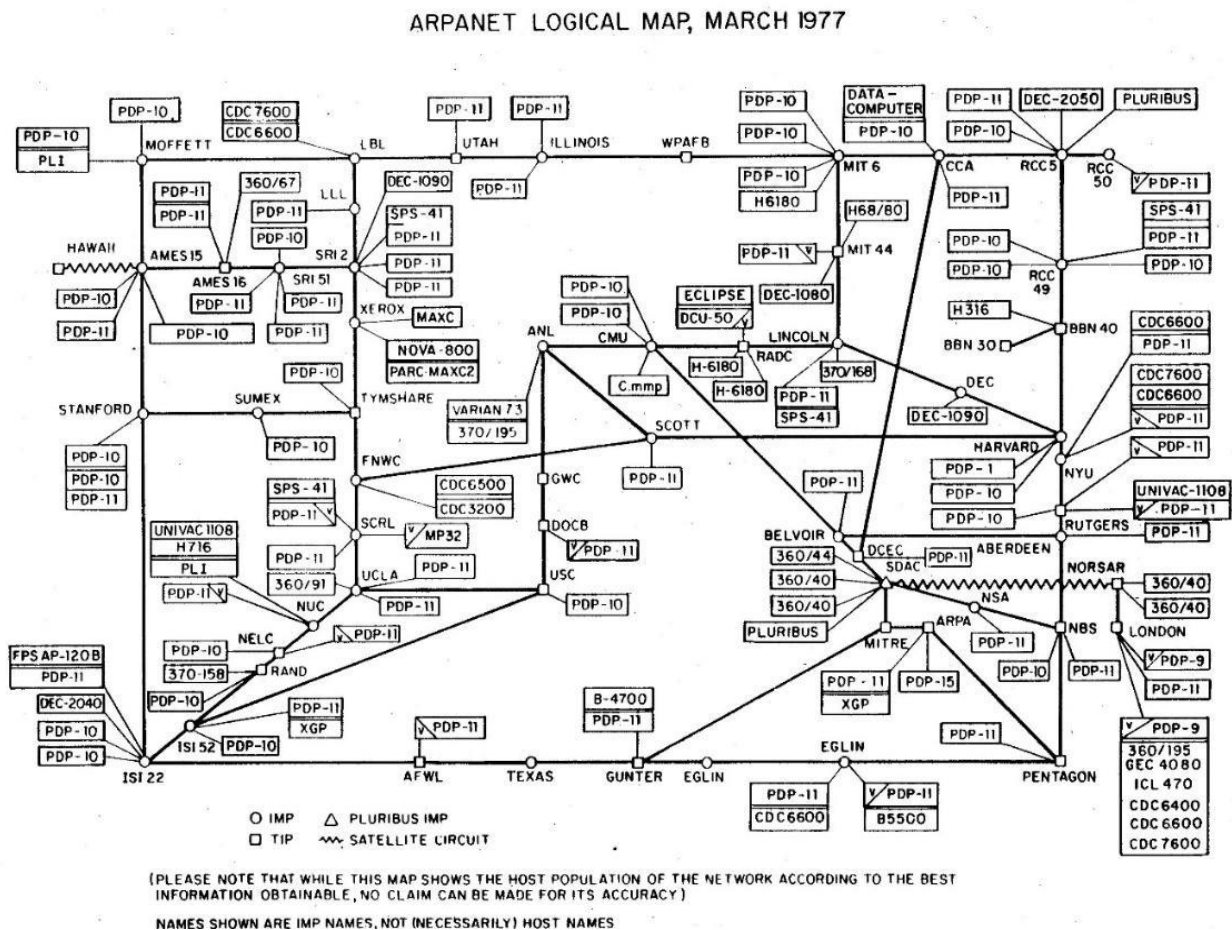 ARPANET LOGICAL MAP, MARCH 1977
PDP-10
PLI
PDP-10
MOFFETT
CDC7600
CDC6600
LBL
PDP-11
UTAH
PDP-11
ILLINOIS
PDP-11
WPAFB
PDP-10
PDP-10
PDP-10
H6180
MIT 6
DATA-
COMPUTER
PDP-10
CCA
PDP-11
PDP-11
PDP-10
DEC-2050
PLURIBUS
RCC5
RCC
50
PDP-11
LLL
PDP-11
360/67
PDP-11
PDP-11
PDP-10
DEC-1090
SPS-41
PDP-11
PDP-11
PDP-11
SRI 2
HAWAII
AMES 15
AMES 16
SRI 51
PDP-10
PDP-11
PDP-10
PDP-11
PDP-11
PDP-11
H68/80
PDP-11 V
MIT 44
DEC-1080
PDP-10
PDP-10
RCC
49
SPS-41
PDP-11
PDP-10
XEROX
MAXC
NOVA-800
PARC-MAXC2
ANL
PDP-10
PDP-10
CMU
C.mmp
ECLIPSE
DCU-50 V
RADC
H-6180
H-6180
LINCOLN
370/168
PDP-11
SPS-41
H316
BBN 40
BBN 30
CDC6600
PDP-11
CDC7600
CDC6600
V PDP-11
V PDP-11
DEC
DEC-1090
STANFORD
PDP-10
PDP-10
PDP-11
SUMEX
PDP-10
PDP-10
TYMSHARE
VARIAN 73
370/195
SCOTT
PDP-11
HARVARD
PDP-1
PDP-10
NYU
PDP-10
RUTGERS
UNIVAC-1108
V PDP-11
FNWC
CDC6500
CDC3200
GWC
SPS-41
PDP-11 V
SCRL
V MP32
DOCB
V PDP-11
PDP-11
BELVOIR
DCEC
PDP-11
ABERDEEN
PDP-11
UNIVAC1108
H716
PLI
PDP-11 V
NUC
PDP-11
360/91
UCLA
PDP-11
PDP-11
USC
PDP-10
360/44
360/40
360/40
PLURIBUS
SDAC
NSA
PDP-11
NORSAR
360/40
360/40
NELC
PDP-10
V PDP-11
370-158
RAND
PDP-10
MITRE
ARPA
PDP-11
XGP
PDP-15
NBS
PDP-10
PDP-11
LONDON
V PDP-9
PDP-11
V PDP-9
360/195
GEC 4080
ICL 470
CDC6400
CDC6600
CDC7600
FPS AP-120B
PDP-11
DEC-2040
PDP-10
PDP-10
ISI 22
ISI 52
PDP-11
XGP
PDP-10
V PDP-11
AFWL
TEXAS
B-4700
PDP-11
GUNTER
EGLIN
EGLIN
PDP-11
CDC6600
V PDP-11
B5500
PDP-11
PENTAGON
IMP
PLURIBUS IMP
TIP
SATELLITE CIRCUIT
(PLEASE NOTE THAT WHILE THIS MAP SHOWS THE HOST POPULATION OF THE NETWORK ACCORDING TO THE BEST
INFORMATION OBTAINABLE, NO CLAIM CAN BE MADE FOR ITS ACCURACY)
NAMES SHOWN ARE IMP NAMES, NOT (NECESSARILY) HOST NAMES